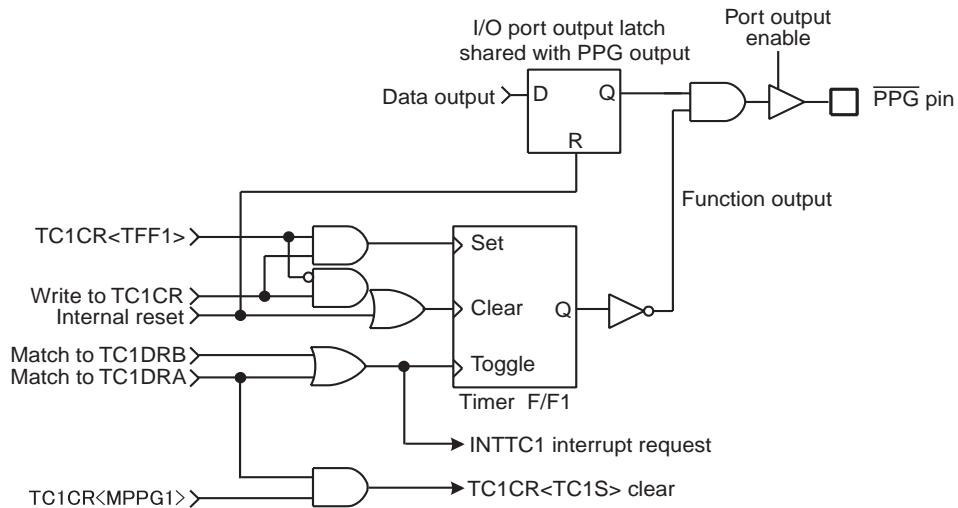 I/O port output latch
shared with PPG output
Port output
enable
Data output
D
Q
R
PPG pin
Function output
TC1CR<TFF1>
Write to TC1CR
Internal reset
Set
Clear
Q
Toggle
Match to TC1DRB
Match to TC1DRA
Timer F/F1
INTTC1 interrupt request
TC1CR<TC1S> clear
TC1CR<MPPG1>